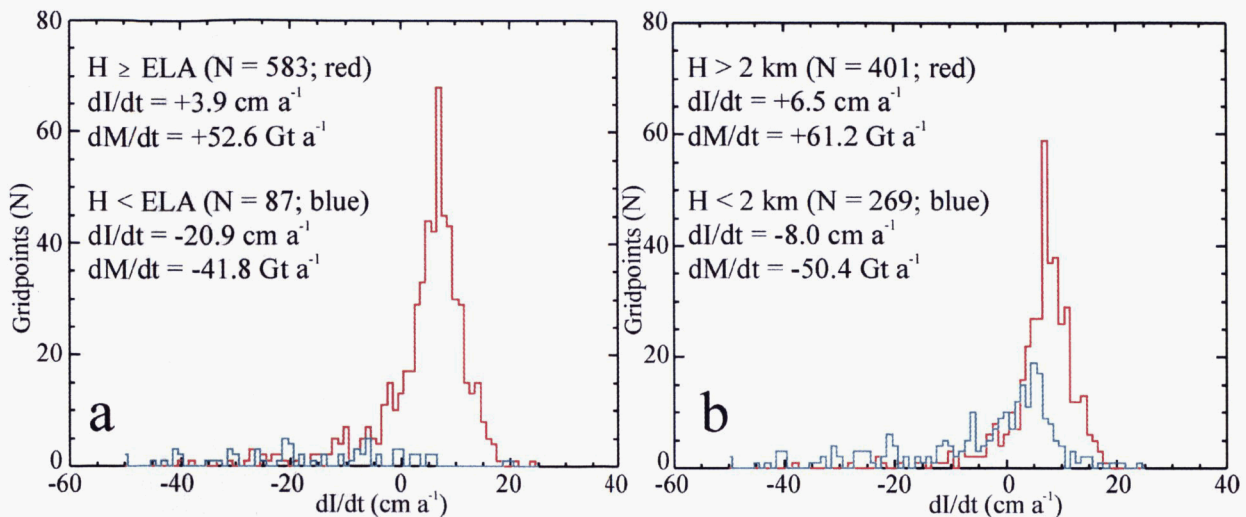 80
60
40
20
0
Gridpoints (N)
H ≥ ELA (N = 583; red)
dI/dt = +3.9 cm a⁻¹
dM/dt = +52.6 Gt a⁻¹
H < ELA (N = 87; blue)
dI/dt = -20.9 cm a⁻¹
dM/dt = -41.8 Gt a⁻¹
a
-60 -40 -20 0 20 40
dI/dt (cm a⁻¹)
80
60
40
20
0
Gridpoints (N)
H > 2 km (N = 401; red)
dI/dt = +6.5 cm a⁻¹
dM/dt = +61.2 Gt a⁻¹
H < 2 km (N = 269; blue)
dI/dt = -8.0 cm a⁻¹
dM/dt = -50.4 Gt a⁻¹
b
-60 -40 -20 0 20 40
dI/dt (cm a⁻¹)